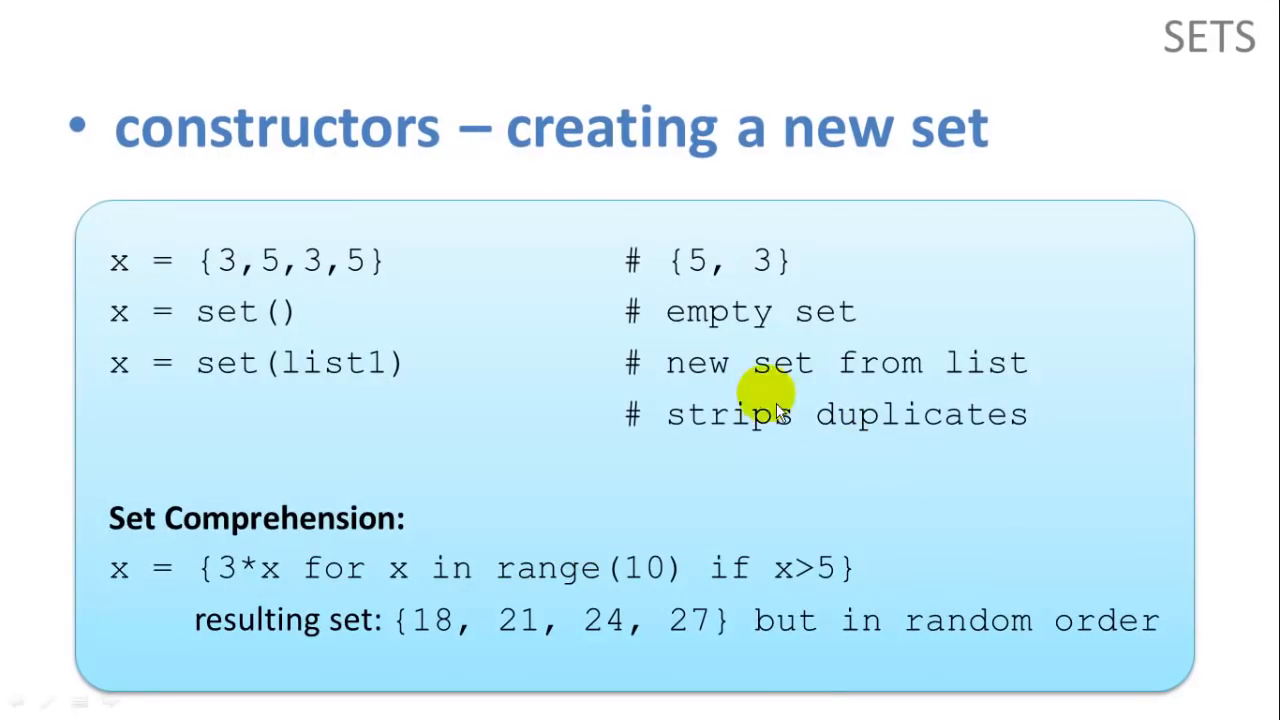 SETS
• constructors – creating a new set
x = {3,5,3,5} # {5, 3}
x = set() # empty set
x = set(list1) # new set from list
# strips duplicates
Set Comprehension:
x = {3*x for x in range(10) if x>5}
resulting set: {18, 21, 24, 27} but in random order